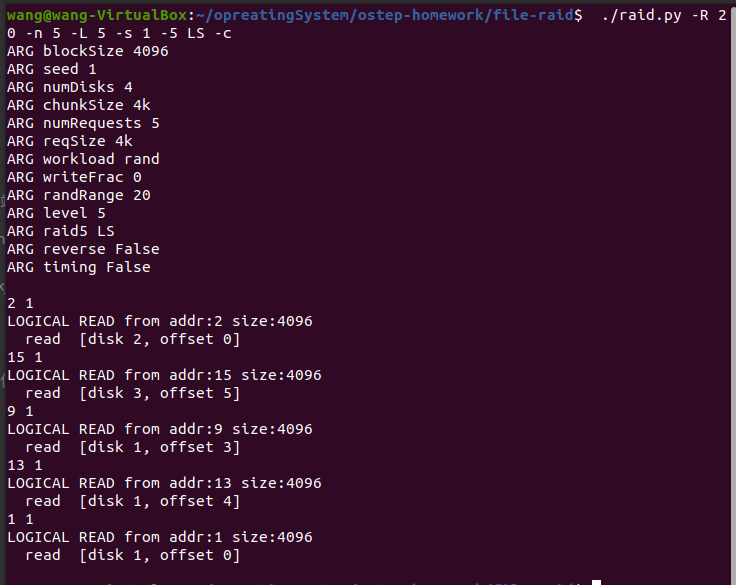 wang@wang-VirtualBox:~/opreatingSystem/ostep-homework/file-raid$  ./raid.py -R 2
0 -n 5 -L 5 -s 1 -5 LS -c
ARG blockSize 4096
ARG seed 1
ARG numDisks 4
ARG chunkSize 4k
ARG numRequests 5
ARG reqSize 4k
ARG workload rand
ARG writeFrac 0
ARG randRange 20
ARG level 5
ARG raid5 LS
ARG reverse False
ARG timing False

2 1
LOGICAL READ from addr:2 size:4096
  read  [disk 2, offset 0]
15 1
LOGICAL READ from addr:15 size:4096
  read  [disk 3, offset 5]
9 1
LOGICAL READ from addr:9 size:4096
  read  [disk 1, offset 3]
13 1
LOGICAL READ from addr:13 size:4096
  read  [disk 1, offset 4]
1 1
LOGICAL READ from addr:1 size:4096
  read  [disk 1, offset 0]